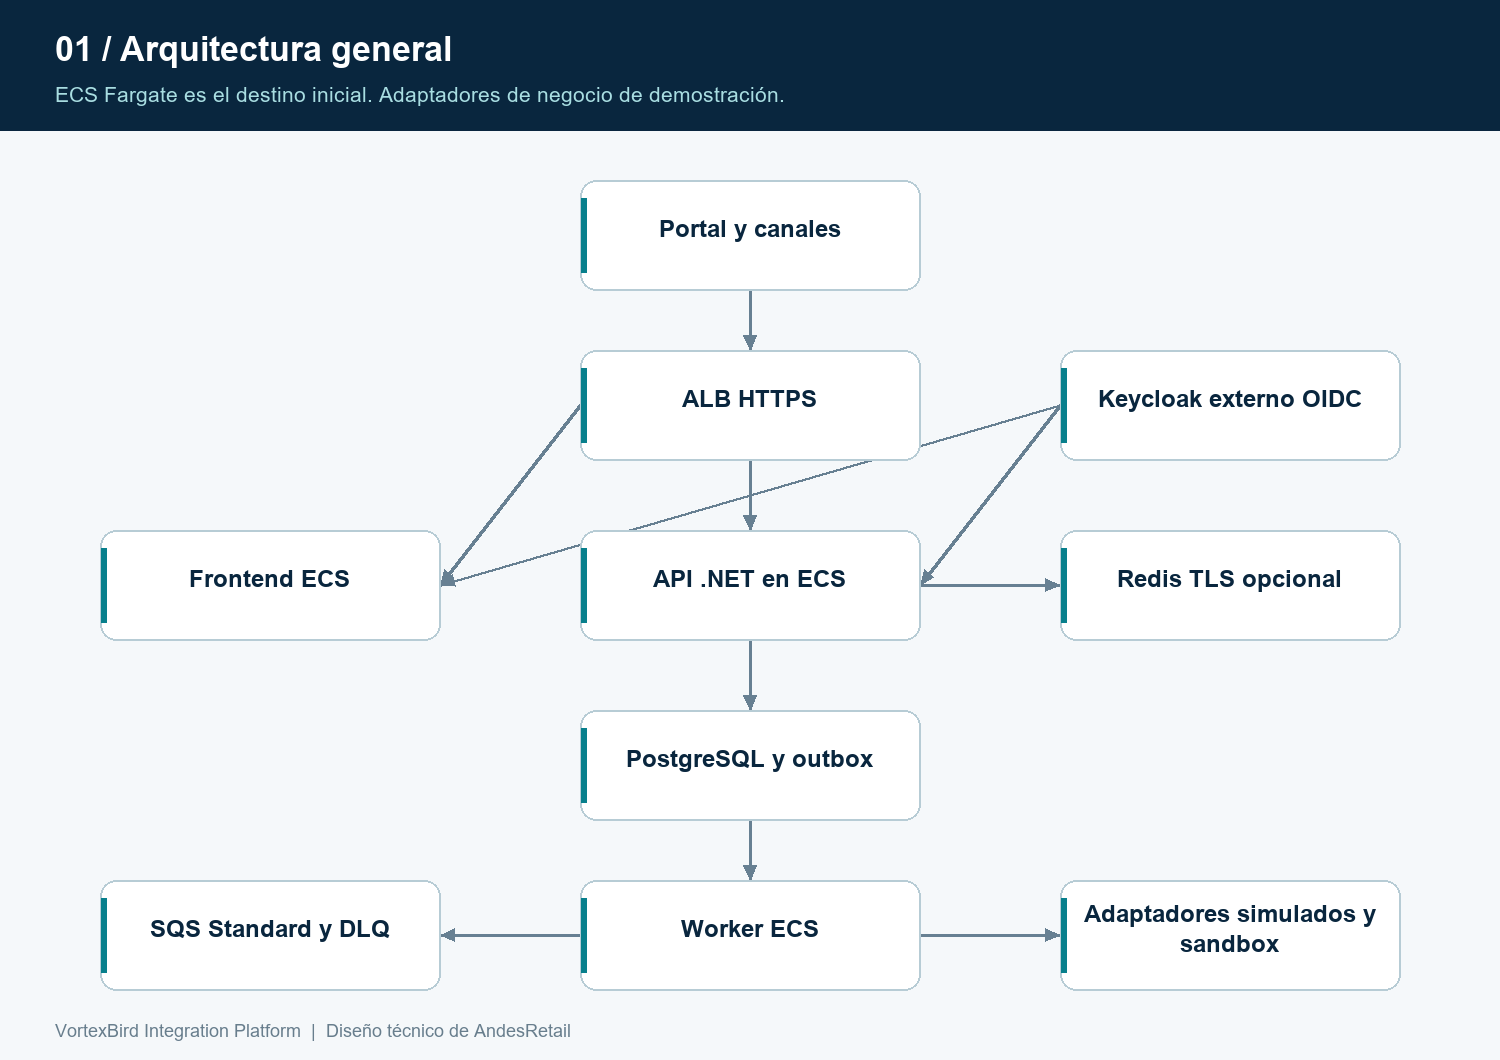 01 / Arquitectura general
ECS Fargate es el destino inicial. Adaptadores de negocio de demostración.
Portal y canales
ALB HTTPS
Keycloak externo OIDC
Frontend ECS
API .NET en ECS
Redis TLS opcional
PostgreSQL y outbox
SQS Standard y DLQ
Worker ECS
Adaptadores simulados y
sandbox
VortexBird Integration Platform | Diseño técnico de AndesRetail